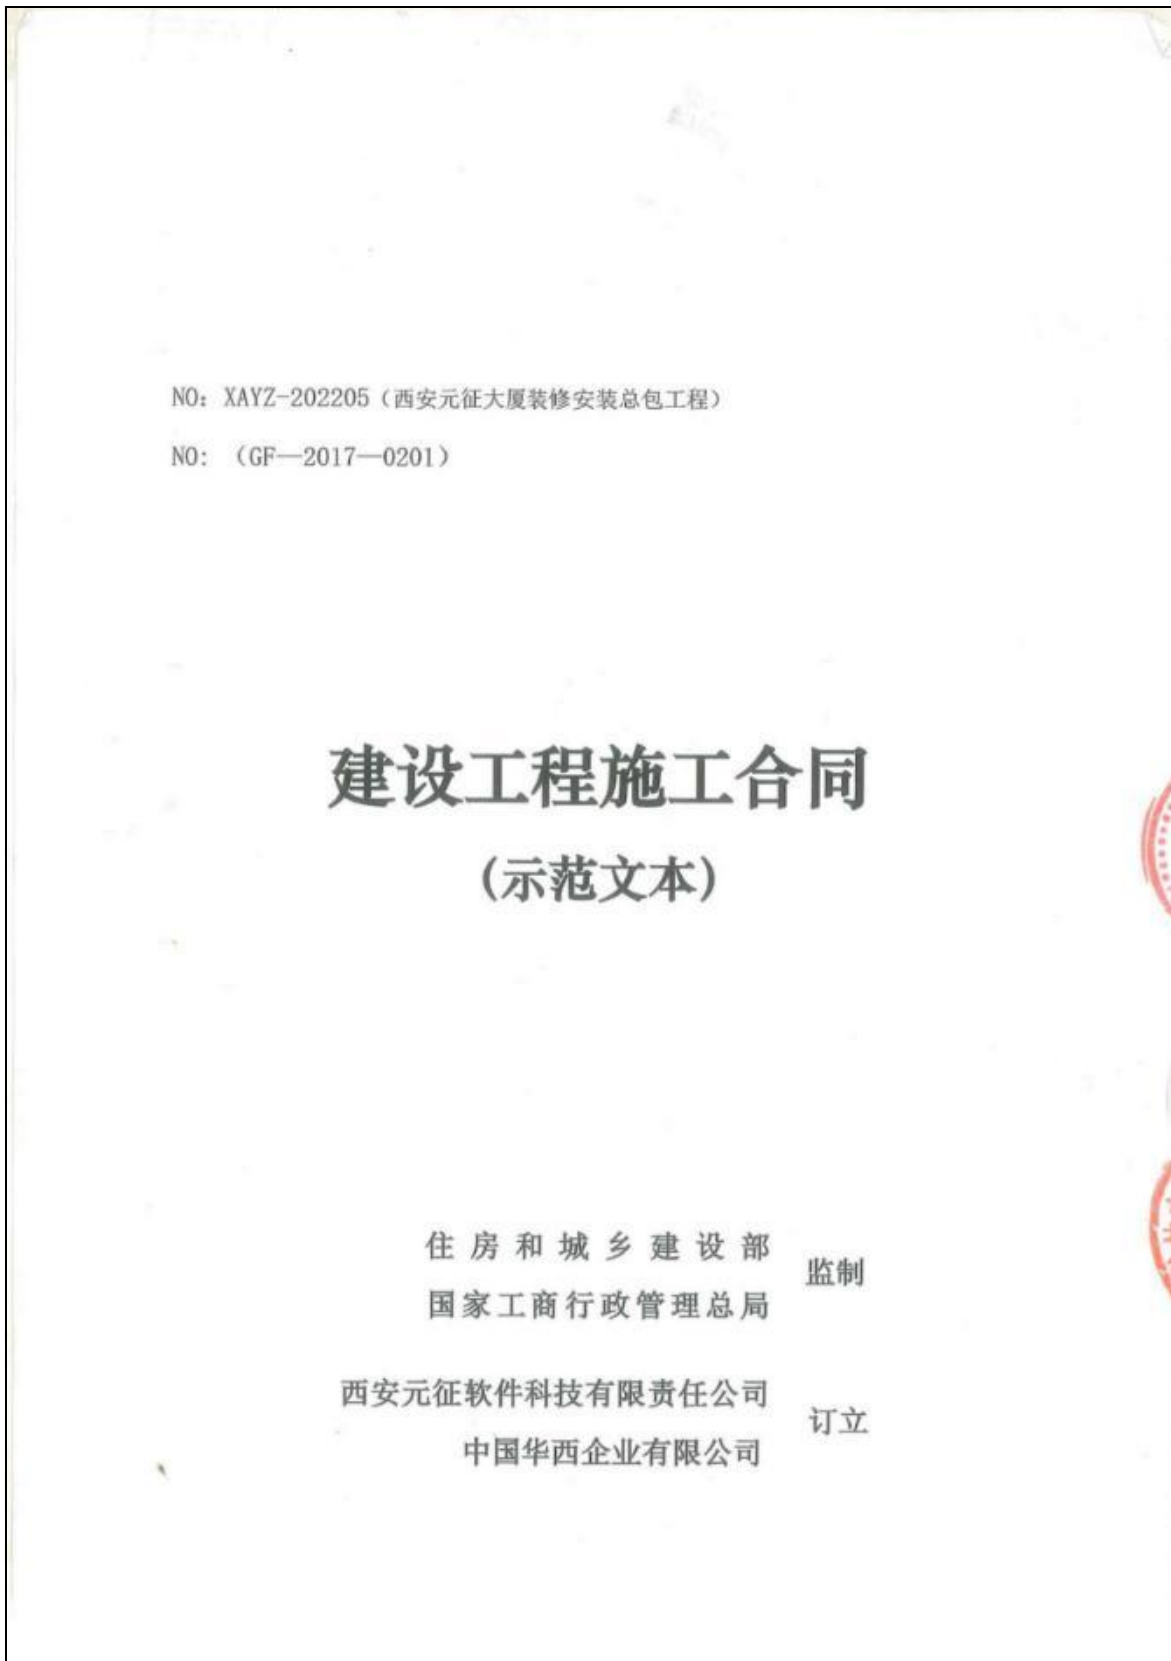 NO: XAYZ-202205（西安元征大厦装修安装总包工程）
NO: （GF—2017—0201）
建设工程施工合同
(示范文本)
住房和城乡建设部
国家工商行政管理总局
监制
西安元征软件科技有限责任公司
中国华西企业有限公司
订立